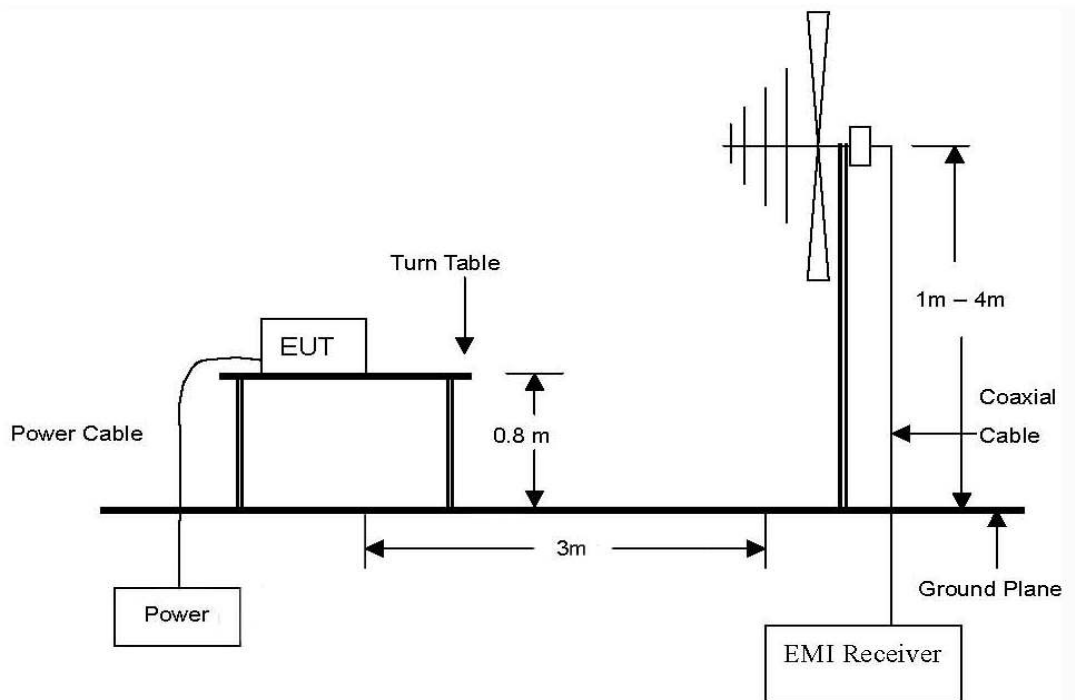 Turn Table
EUT
1m – 4m
Coaxial
Cable
Power Cable
0.8 m
3m
Ground Plane
Power
EMI Receiver